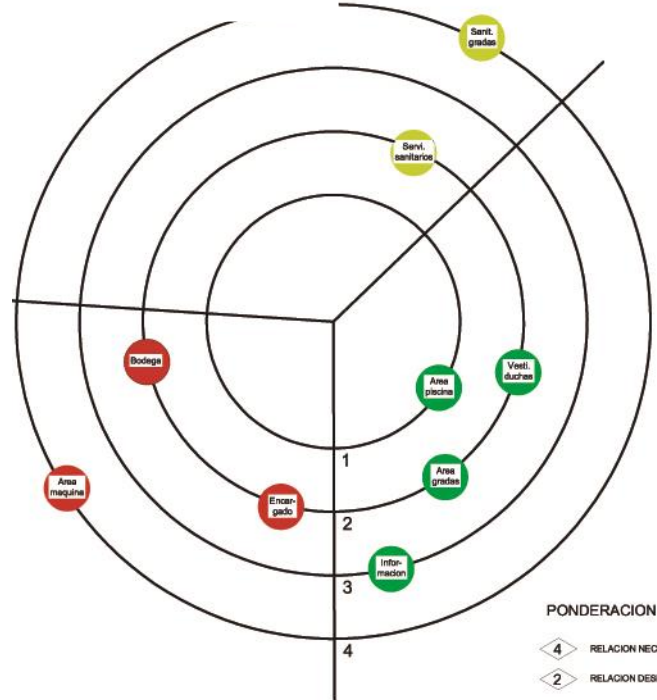 Sanit.
gradas
Servi.
sanitarios
Bodega
Area
piscina
Vesti.
duchas
Area
maquina
Encar-
gado
Area
gradas
Infor-
macion
1
2
3
4
PONDERACION
4 RELACION NEC
2 RELACION DESI